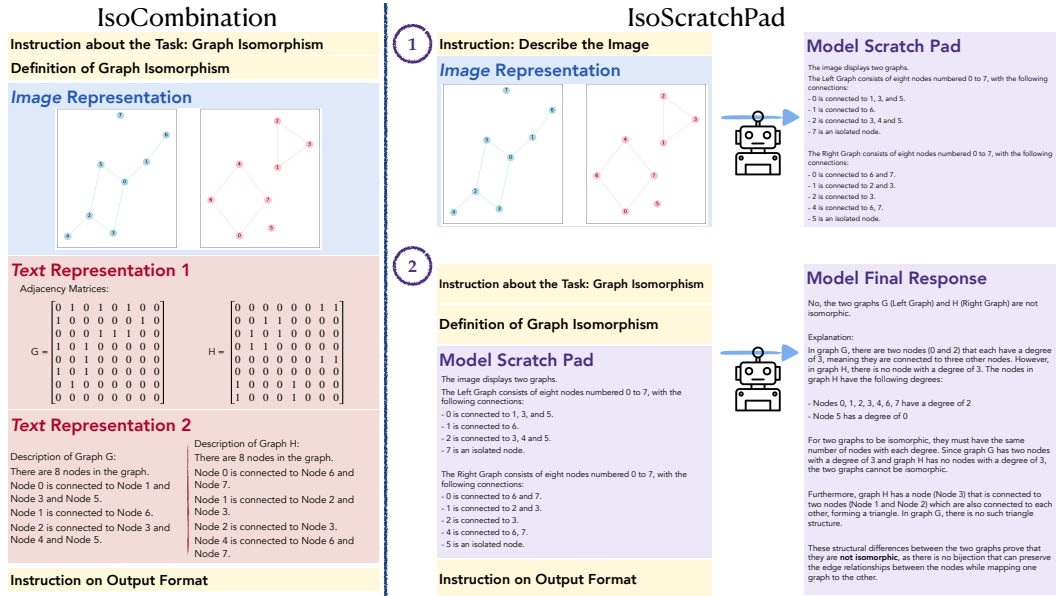 IsoCombination
Instruction about the Task: Graph Isomorphism
Definition of Graph Isomorphism
Image Representation
7
6
5
1
0
2
3
4
2
3
4
1
6
7
5
0
Text Representation 1
Adjacency Matrices:
G =
0 1 0 1 0 1 0 0
1 0 0 0 0 0 1 0
0 0 0 1 1 1 0 0
1 0 1 0 0 0 0 0
0 0 1 0 0 0 0 0
1 0 1 0 0 0 0 0
0 1 0 0 0 0 0 0
0 0 0 0 0 0 0 0
H =
0 0 0 0 0 0 1 1
0 0 1 1 0 0 0 0
0 1 0 1 0 0 0 0
0 1 1 0 0 0 0 0
0 0 0 0 0 0 1 1
0 0 0 0 0 0 0 0
1 0 0 0 1 0 0 0
1 0 0 0 1 0 0 0
Text Representation 2
Description of Graph G:
There are 8 nodes in the graph.
Node 0 is connected to Node 1 and
Node 3 and Node 5.
Node 1 is connected to Node 6.
Node 2 is connected to Node 3 and
Node 4 and Node 5.
Description of Graph H:
There are 8 nodes in the graph.
Node 0 is connected to Node 6 and
Node 7.
Node 1 is connected to Node 2 and
Node 3.
Node 2 is connected to Node 3.
Node 4 is connected to Node 6 and
Node 7.
Instruction on Output Format
IsoScratchPad
1
Instruction: Describe the Image
Image Representation
7
6
5
1
0
2
3
4
2
3
4
1
6
7
5
0
Model Scratch Pad
The image displays two graphs.
The Left Graph consists of eight nodes numbered 0 to 7, with the following
connections:
- 0 is connected to 1, 3, and 5.
- 1 is connected to 6.
- 2 is connected to 3, 4 and 5.
- 7 is an isolated node.
The Right Graph consists of eight nodes numbered 0 to 7, with the following
connections:
- 0 is connected to 6 and 7.
- 1 is connected to 2 and 3.
- 2 is connected to 3.
- 4 is connected to 6, 7.
- 5 is an isolated node.
2
Instruction about the Task: Graph Isomorphism
Definition of Graph Isomorphism
Model Scratch Pad
The image displays two graphs.
The Left Graph consists of eight nodes numbered 0 to 7, with the
following connections:
- 0 is connected to 1, 3, and 5.
- 1 is connected to 6.
- 2 is connected to 3, 4 and 5.
- 7 is an isolated node.
The Right Graph consists of eight nodes numbered 0 to 7, with the
following connections:
- 0 is connected to 6 and 7.
- 1 is connected to 2 and 3.
- 2 is connected to 3.
- 4 is connected to 6, 7.
- 5 is an isolated node.
Instruction on Output Format
Model Final Response
No, the two graphs G (Left Graph) and H (Right Graph) are not
isomorphic.
Explanation:
In graph G, there are two nodes (0 and 2) that each have a degree
of 3, meaning they are connected to three other nodes. However,
in graph H, there is no node with a degree of 3. The nodes in
graph H have the following degrees:
- Nodes 0, 1, 2, 3, 4, 6, 7 have a degree of 2
- Node 5 has a degree of 0
For two graphs to be isomorphic, they must have the same
number of nodes with each degree. Since graph G has two nodes
with a degree of 3 and graph H has no nodes with a degree of 3,
the two graphs cannot be isomorphic.
Furthermore, graph H has a node (Node 3) that is connected to
two nodes (Node 1 and Node 2) which are also connected to each
other, forming a triangle. In graph G, there is no such triangle
structure.
These structural differences between the two graphs prove that
they are not isomorphic, as there is no bijection that can preserve
the edge relationships between the nodes while mapping one
graph to the other.